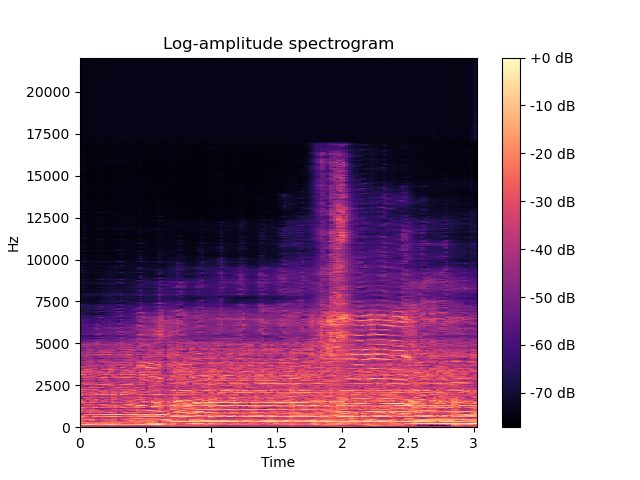 Log-amplitude spectrogram
+0 dB
20000
-10 dB
17500
-20 dB
15000
-30 dB
12500
Hz
-40 dB
10000
-50 dB
7500
5000
-60 dB
2500
-70 dB
0
0 0.5 1 1.5 2 2.5 3
Time